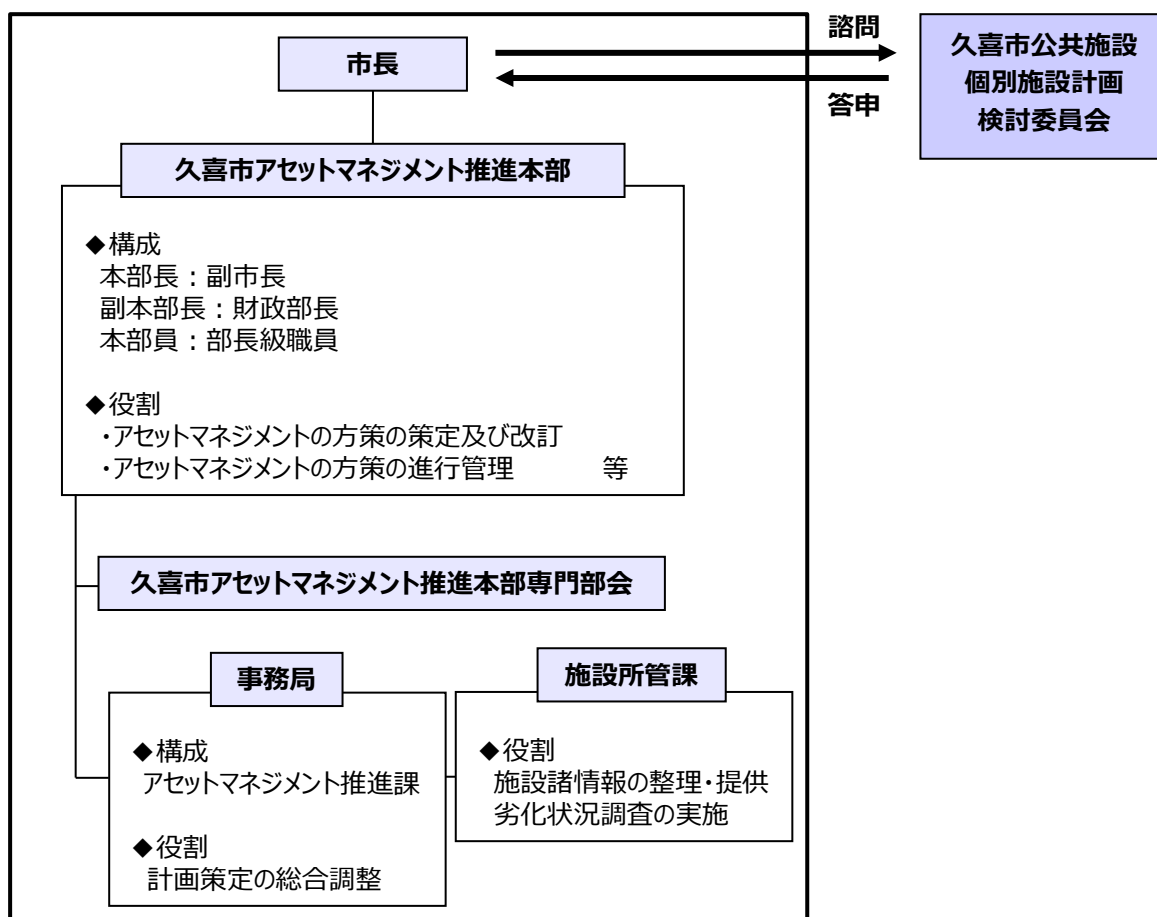 市長
諮問
答申
久喜市公共施設
個別施設計画
検討委員会
久喜市アセットマネジメント推進本部
◆構成
本部長：副市長
副本部長：財政部長
本部員：部長級職員
◆役割
・アセットマネジメントの方策の策定及び改訂
・アセットマネジメントの方策の進行管理　　　等
久喜市アセットマネジメント推進本部専門部会
事務局
◆構成
アセットマネジメント推進課
◆役割
計画策定の総合調整
施設所管課
◆役割
施設諸情報の整理・提供
劣化状況調査の実施